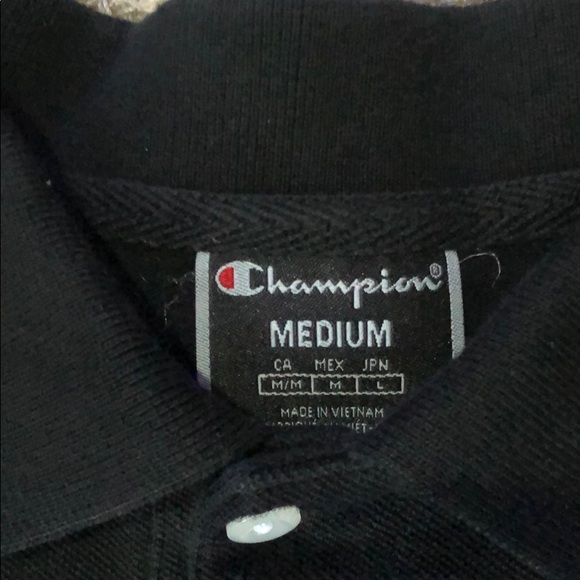 Champion®
MEDIUM
CA MEX JPN
M/M M L
MADE IN VIETNAM